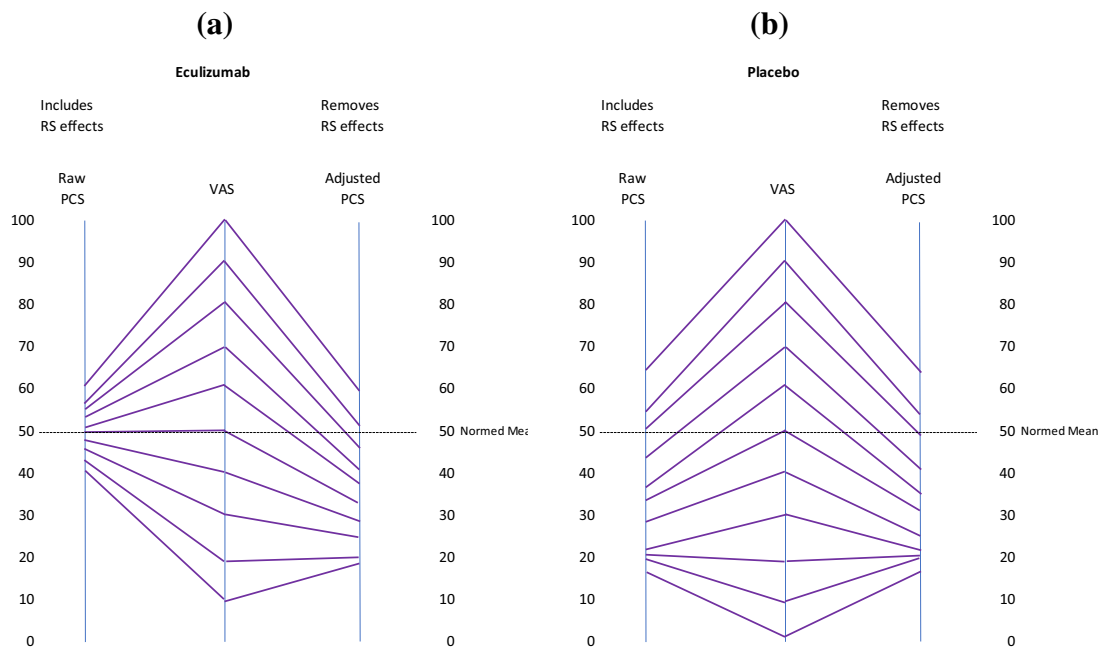 (a)
Eculizumab
Includes
RS effects
Removes
RS effects
Raw
PCS
VAS
Adjusted
PCS
100
90
80
70
60
50
40
30
20
10
0
100
90
80
70
60
50 Normed Mea
40
30
20
10
0
(b)
Placebo
Includes
RS effects
Removes
RS effects
Raw
PCS
VAS
Adjusted
PCS
100
90
80
70
60
50
40
30
20
10
0
100
90
80
70
60
50 Normed Mean
40
30
20
10
0